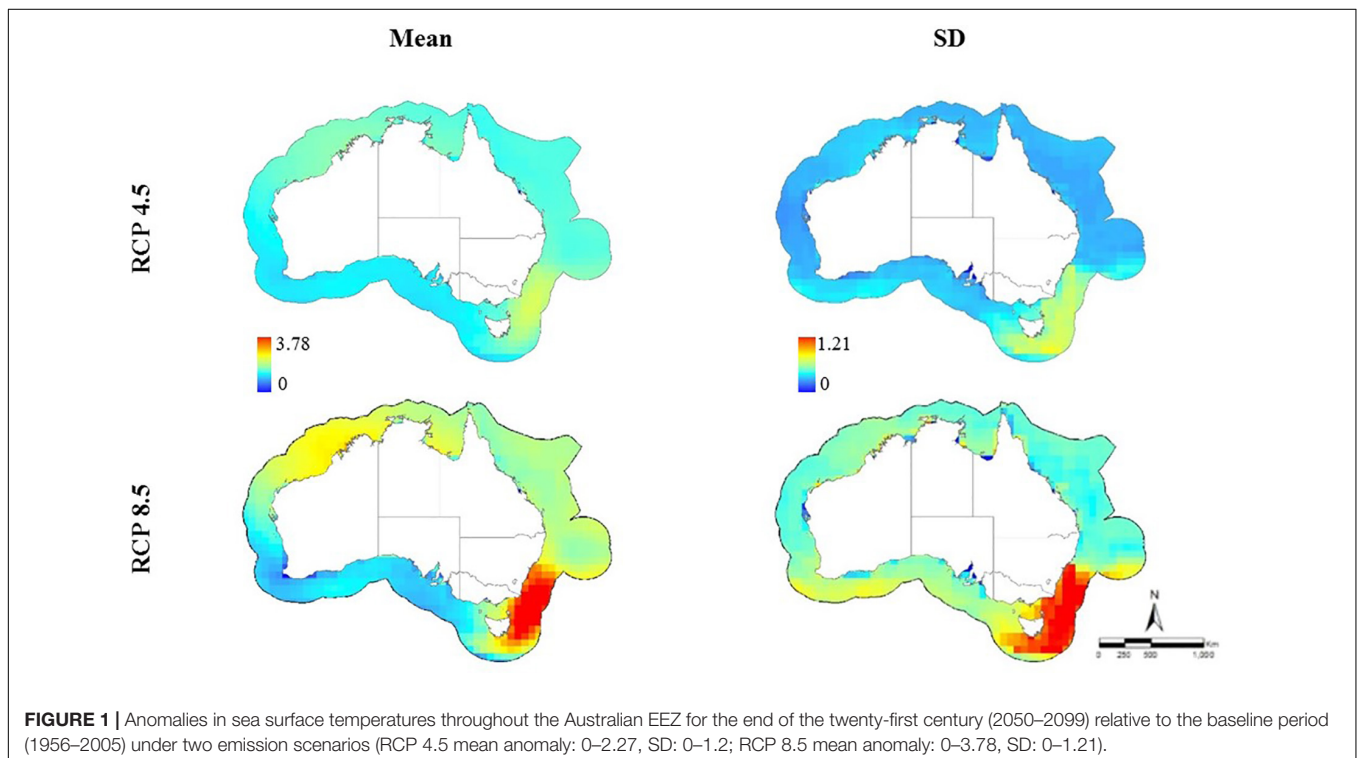 Mean
SD
RCP 4.5
3.78
0
1.21
0
RCP 8.5
N
0 250 500 1,000 Km
FIGURE 1 | Anomalies in sea surface temperatures throughout the Australian EEZ for the end of the twenty-first century (2050–2099) relative to the baseline period
(1956–2005) under two emission scenarios (RCP 4.5 mean anomaly: 0–2.27, SD: 0–1.2; RCP 8.5 mean anomaly: 0–3.78, SD: 0–1.21).